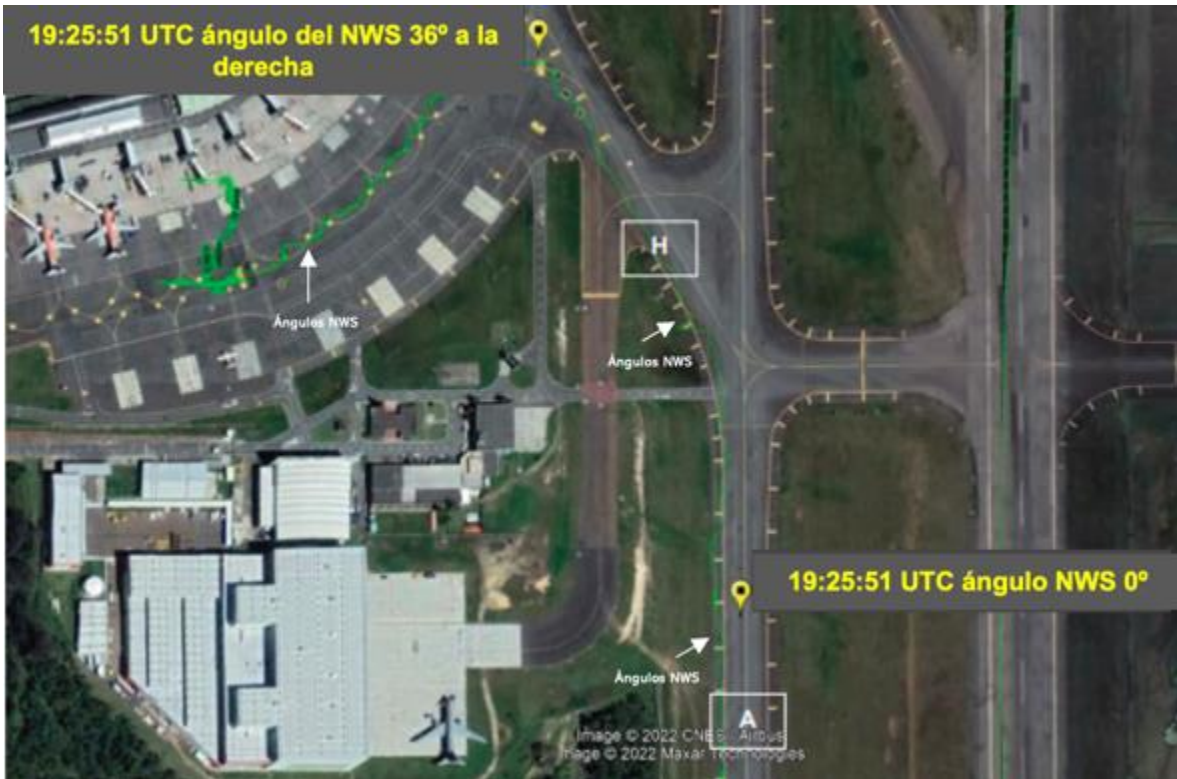 19:25:51 UTC ángulo del NWS 36º a la
derecha
H
Ángulos NWS
Ángulos NWS
19:25:51 UTC ángulo NWS 0º
Ángulos NWS
A
Image © 2022 CNES / Airbus
Image © 2022 Maxar Technologies